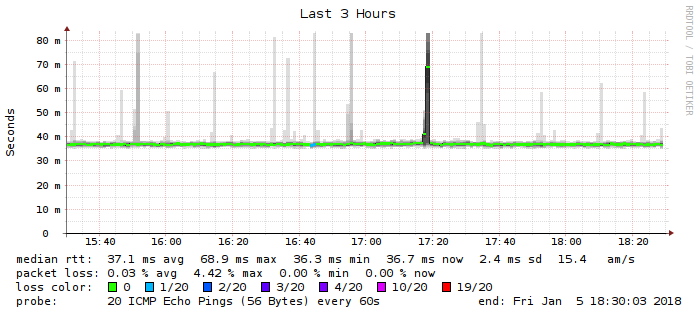 Last 3 Hours
RRDTOOL / TOBI OETIKER
Seconds
80 m
70 m
60 m
50 m
40 m
30 m
20 m
10 m
0
15:40 16:00 16:20 16:40 17:00 17:20 17:40 18:00 18:20
median rtt: 37.1 ms avg 68.9 ms max 36.3 ms min 36.7 ms now 2.4 ms sd 15.4 am/s
packet loss: 0.03 % avg 4.42 % max 0.00 % min 0.00 % now
loss color: 0 1/20 2/20 3/20 4/20 10/20 19/20
probe: 20 ICMP Echo Pings (56 Bytes) every 60s end: Fri Jan 5 18:30:03 2018